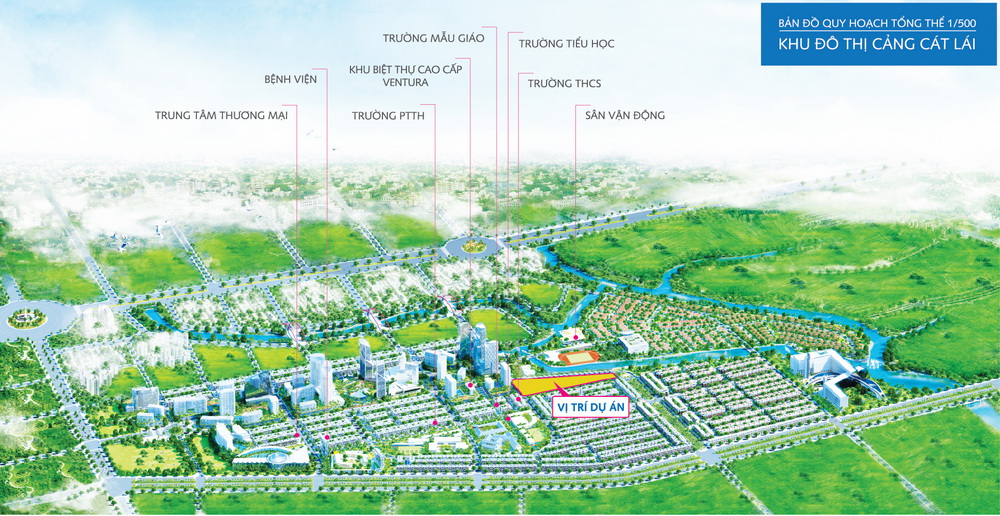 BẢN ĐỒ QUY HOẠCH TỔNG THỂ 1/500
KHU ĐÔ THỊ CẢNG CÁT LÁI
TRƯỜNG MẪU GIÁO
TRƯỜNG TIỂU HỌC
BỆNH VIỆN
KHU BIỆT THỰ CAO CẤP
VENTURA
TRƯỜNG THCS
TRUNG TÂM THƯƠNG MẠI
TRƯỜNG PTTH
SÂN VẬN ĐỘNG
VỊ TRÍ DỰ ÁN